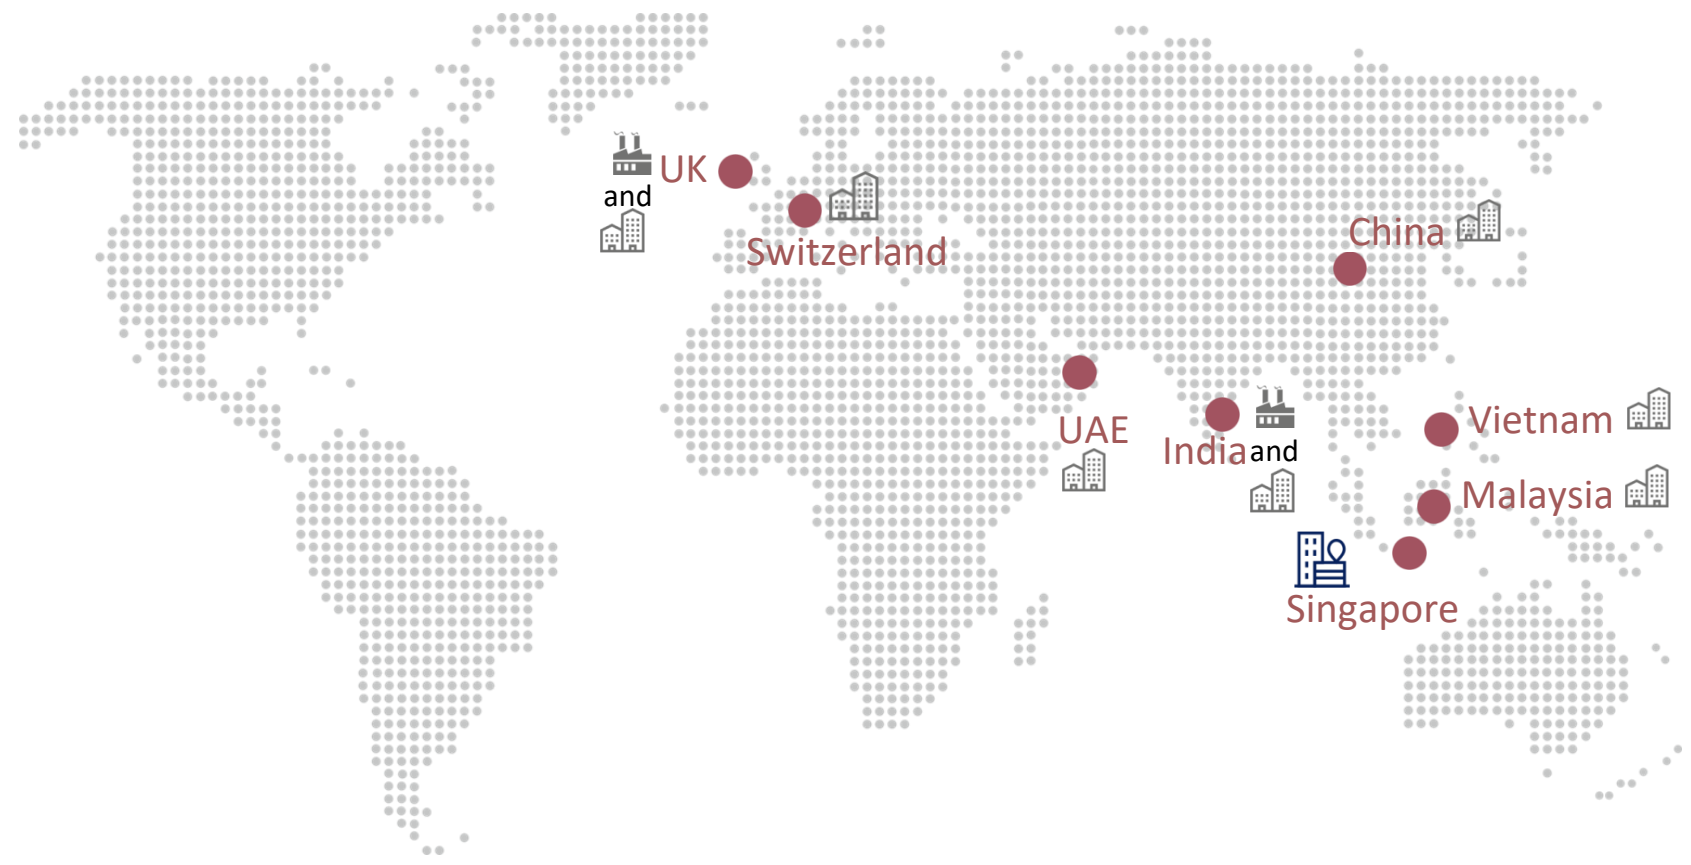 UK
and
Switzerland
China
UAE
India and
Vietnam
Malaysia
Singapore